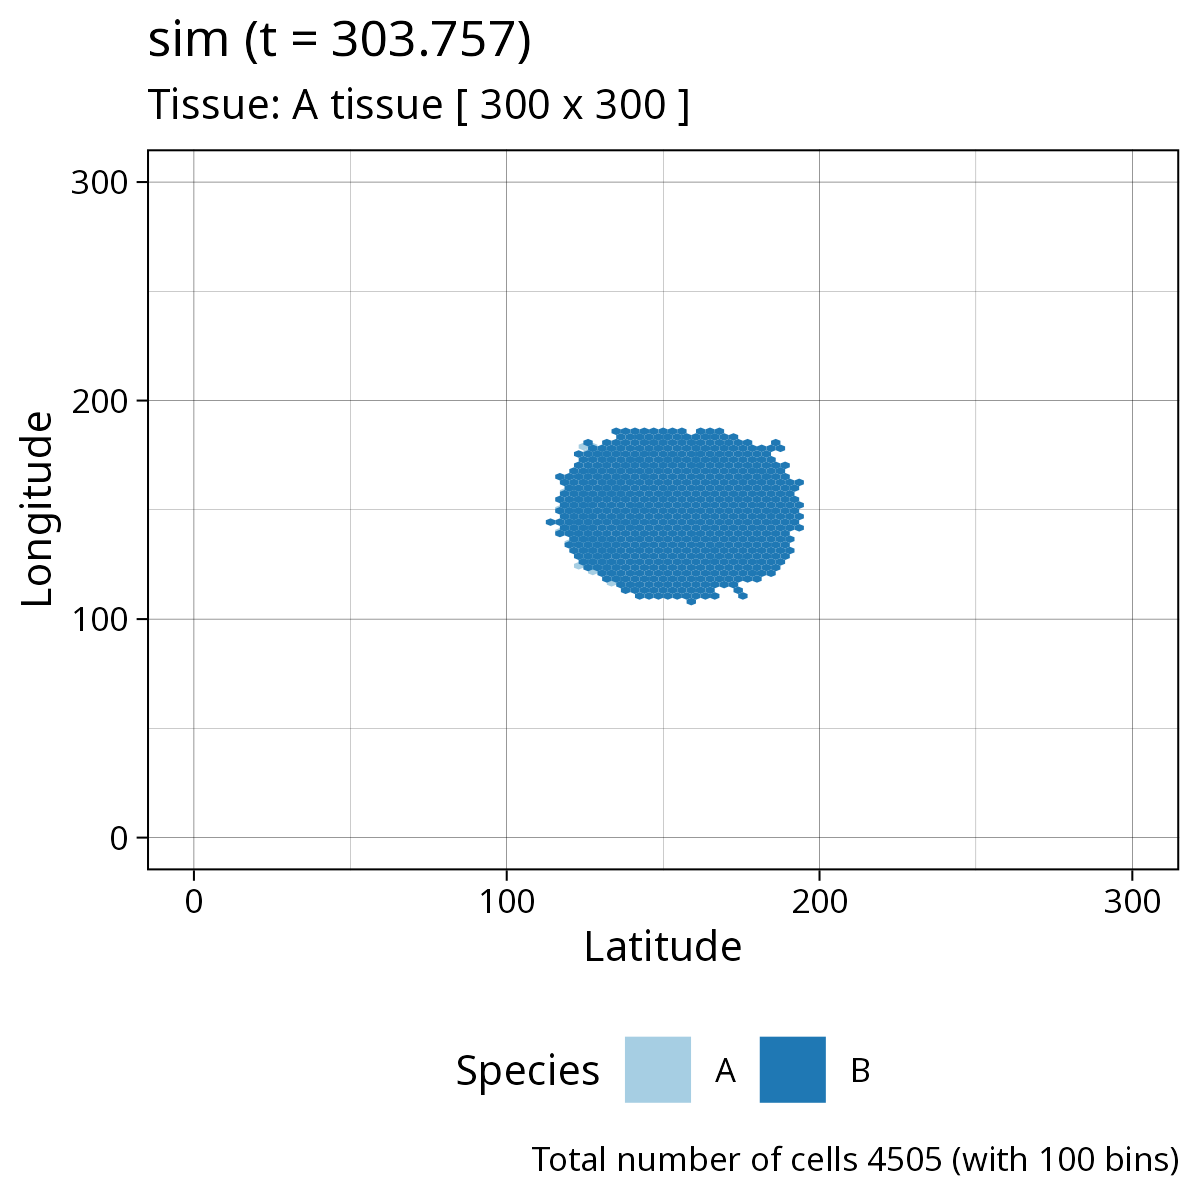 sim (t = 303.757)
Tissue: A tissue [ 300 x 300 ]
300
200
100
0
Longitude
0 100 200 300
Latitude
Species A B
Total number of cells 4505 (with 100 bins)